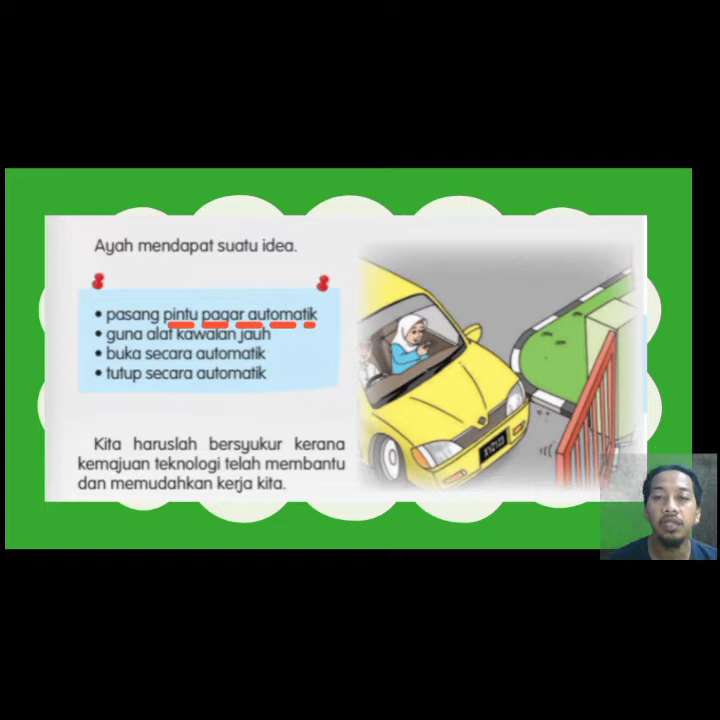 Ayah mendapat suatu idea.
• pasang pintu pagar automatik
• guna alat kawalan jauh
• buka secara automatik
• tutup secara automatik
Kita haruslah bersyukur kerana
kemajuan teknologi telah membantu
dan memudahkan kerja kita.